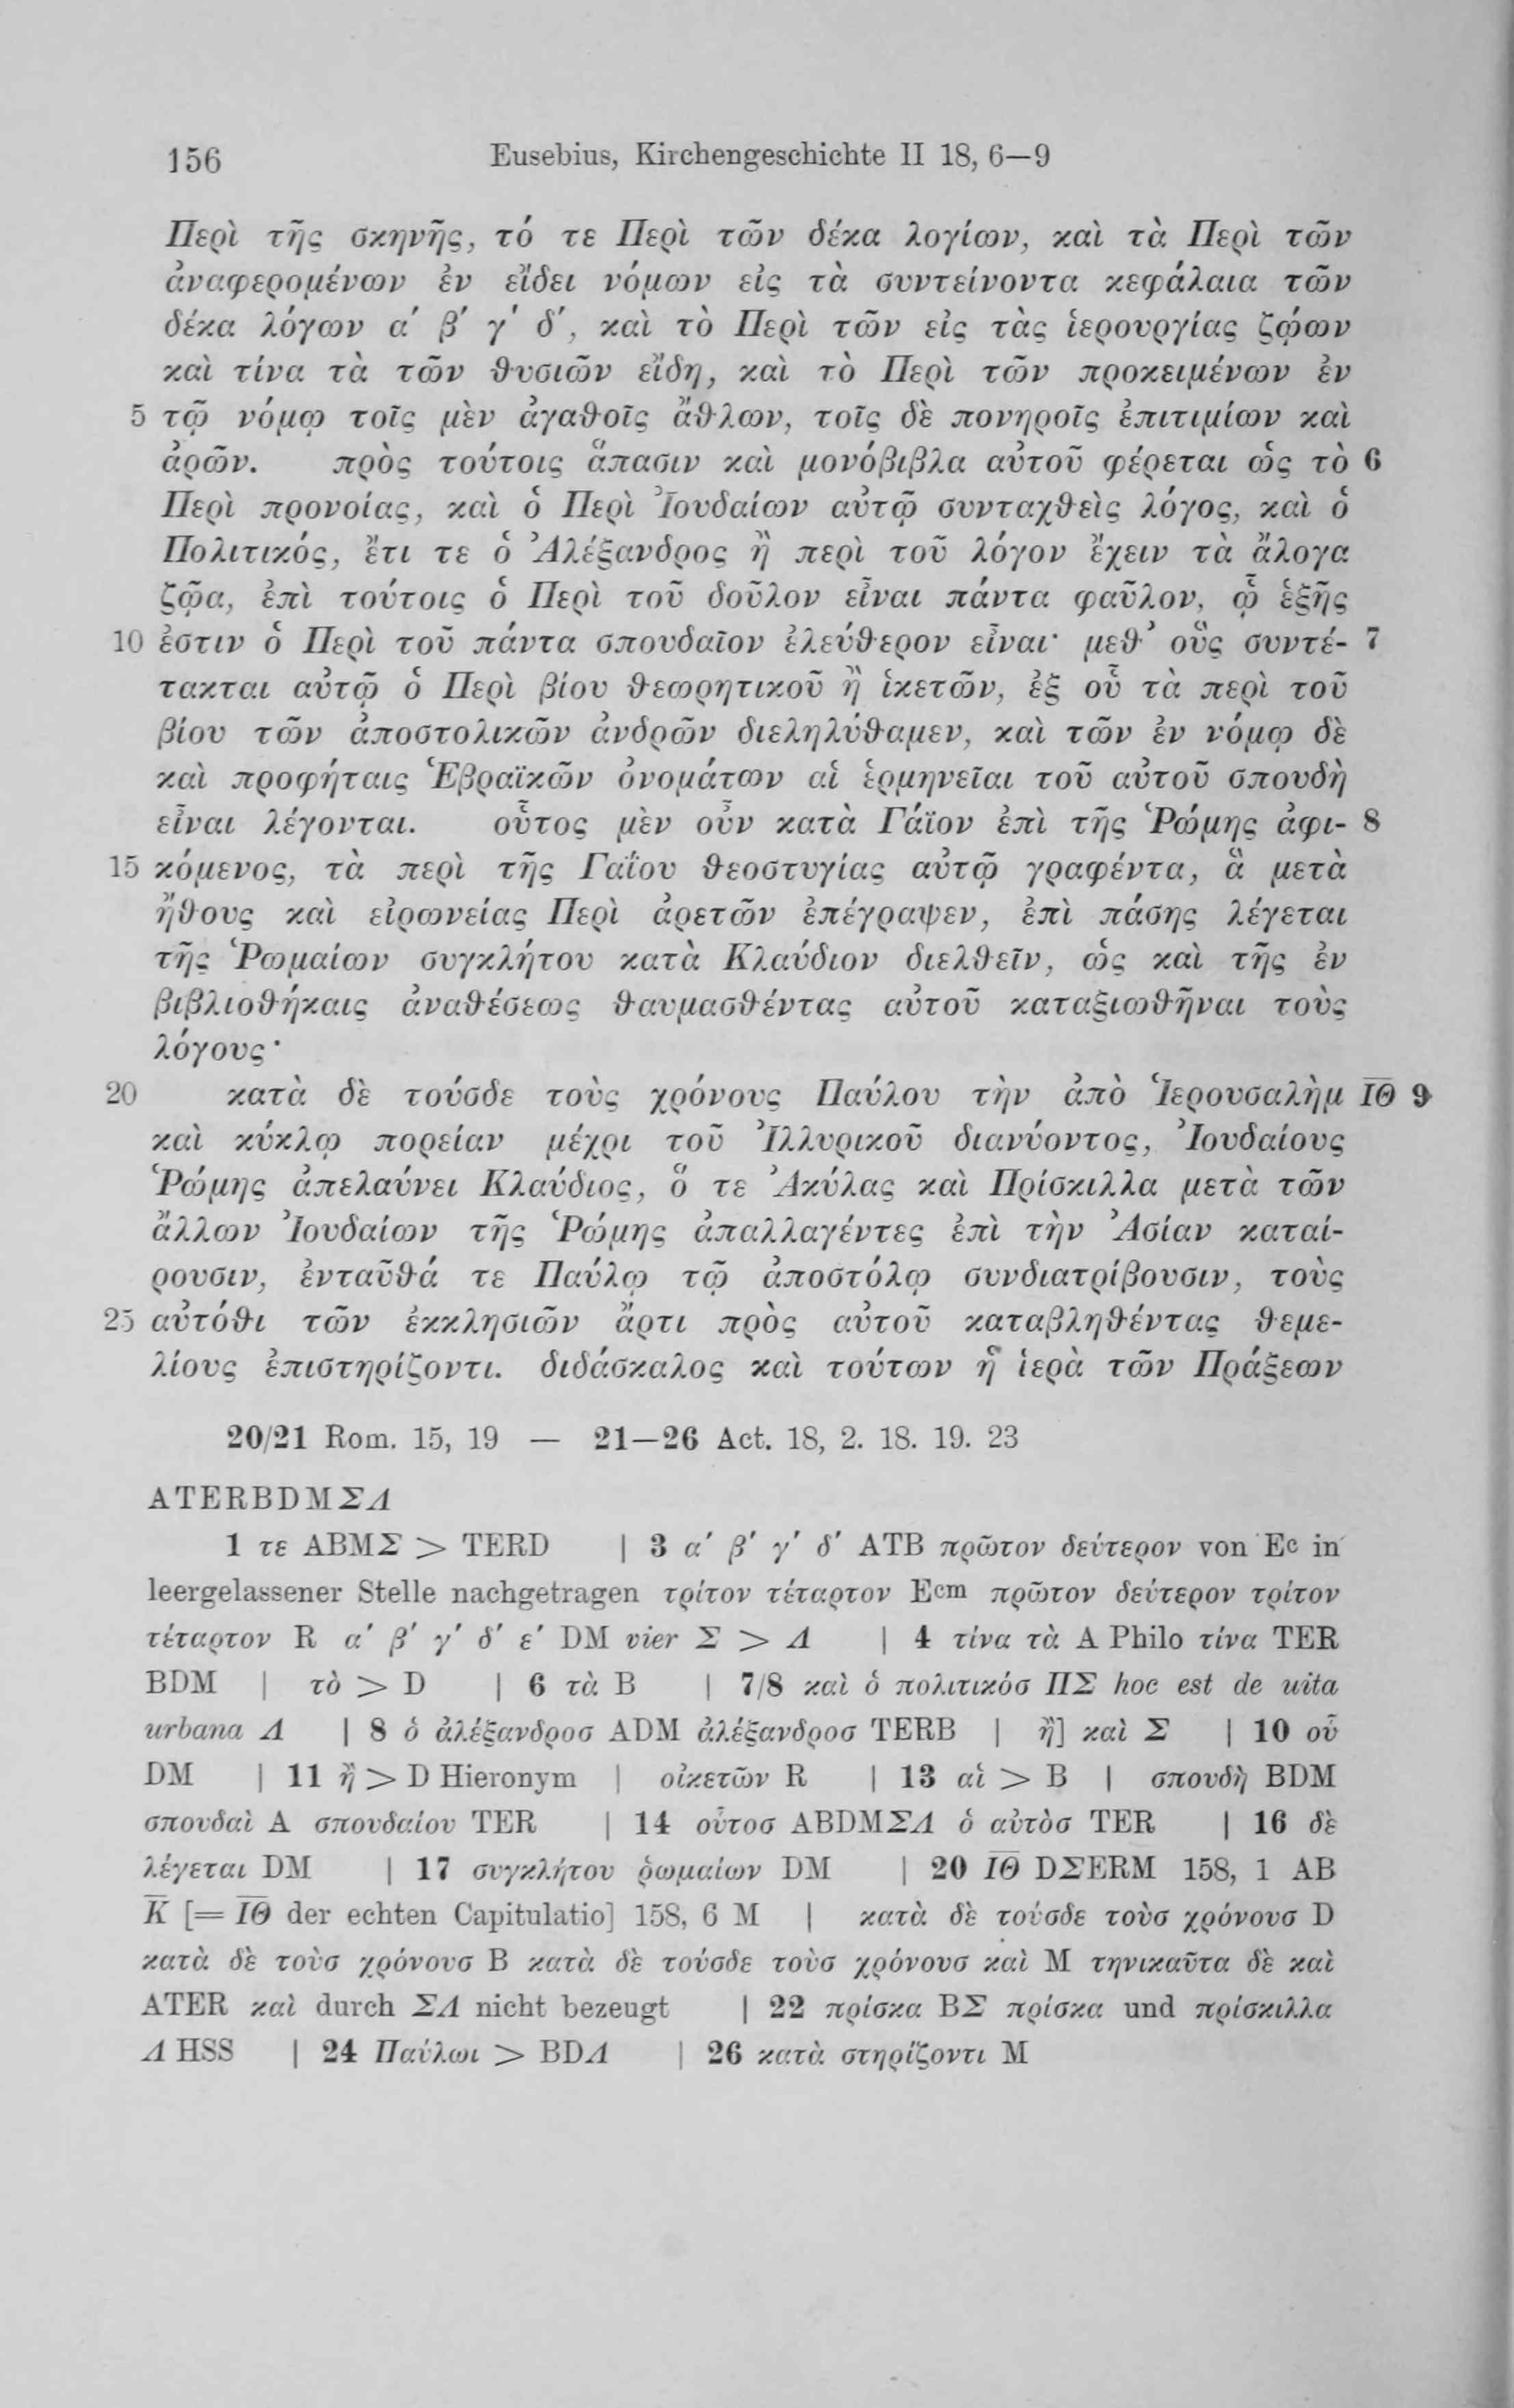 156 Eusebius, Kirchengeschichte II 18, 6—9
Περὶ τῆς σκηνῆς, τό τε Περὶ τῶν δέκα λογίων, καὶ τὰ Περὶ τῶν
ἀναφερομένων ἐν εἴδει νόμων εἰς τὰ συντείνοντα κεφάλαια τῶν
δέκα λόγων α΄ β΄ γ΄ δ΄, καὶ τὸ Περὶ τῶν εἰς τὰς ἱερουργίας ζῴων
καὶ τίνα τὰ τῶν θυσιῶν εἴδη, καὶ τὸ Περὶ τῶν προκειμένων ἐν
5 τῷ νόμῳ τοῖς μὲν ἀγαθοῖς ἄθλων, τοῖς δὲ πονηροῖς ἐπιτιμίων καὶ
ἀρῶν. πρὸς τούτοις ἅπασιν καὶ μονόβιβλα αὐτοῦ φέρεται ὡς τὸ 6
Περὶ προνοίας, καὶ ὁ Περὶ Ἰουδαίων αὐτῷ συνταχθεὶς λόγος, καὶ ὁ
Πολιτικός, ἔτι τε ὁ Ἀλέξανδρος ἢ περὶ τοῦ λόγον ἔχειν τὰ ἄλογα
ζῷα, ἐπὶ τούτοις ὁ Περὶ τοῦ δοῦλον εἶναι πάντα φαῦλον, ᾧ ἑξῆς
10 ἐστιν ὁ Περὶ τοῦ πάντα σπουδαῖον ἐλεύθερον εἶναι· μεθ᾿ οὓς συντέ- 7
τακται αὐτῷ ὁ Περὶ βίου θεωρητικοῦ ἢ ἱκετῶν, ἐξ οὗ τὰ περὶ τοῦ
βίου τῶν ἀποστολικῶν ἀνδρῶν διεληλύθαμεν, καὶ τῶν ἐν νόμῳ δὲ
καὶ προφήταις Ἑβραϊκῶν ὀνομάτων αἱ ἑρμηνεῖαι τοῦ αὐτοῦ σπουδὴ
εἶναι λέγονται. οὗτος μὲν οὖν κατὰ Γάϊον ἐπὶ τῆς Ῥώμης ἀφι- 8
15 κόμενος, τὰ περὶ τῆς Γαΐου θεοστυγίας αὐτῷ γραφέντα, ἃ μετὰ
ἤθους καὶ εἰρωνείας Περὶ ἀρετῶν ἐπέγραψεν, ἐπὶ πάσης λέγεται
τῆς Ῥωμαίων συγκλήτου κατὰ Κλαύδιον διελθεῖν, ὡς καὶ τῆς ἐν
βιβλιοθήκαις ἀναθέσεως θαυμασθέντας αὐτοῦ καταξιωθῆναι τοὺς
λόγους·
20 κατὰ δὲ τούσδε τοὺς χρόνους Παύλου τὴν ἀπὸ Ἱερουσαλὴμ Ι̅Θ̅ 9
καὶ κύκλῳ πορείαν μέχρι τοῦ Ἰλλυρικοῦ διανύοντος, Ἰουδαίους
Ῥώμης ἀπελαύνει Κλαύδιος, ὅ τε Ἀκύλας καὶ Πρίσκιλλα μετὰ τῶν
ἄλλων Ἰουδαίων τῆς Ῥώμης ἀπαλλαγέντες ἐπὶ τὴν Ἀσίαν καταί-
ρουσιν, ἐνταῦθά τε Παύλῳ τῷ ἀποστόλῳ συνδιατρίβουσιν, τοὺς
25 αὐτόθι τῶν ἐκκλησιῶν ἄρτι πρὸς αὐτοῦ καταβληθέντας θεμε-
λίους ἐπιστηρίζοντι. διδάσκαλος καὶ τούτων ἡ ἱερὰ τῶν Πράξεων
20/21 Rom. 15, 19 — 21—26 Act. 18, 2. 18. 19. 23
ATERBDMΣΛ
1 τε ABMΣ > TERD | 3 α΄ β΄ γ΄ δ΄ ATB πρῶτον δεύτερον von Eᶜ in
leergelassener Stelle nachgetragen τρίτον τέταρτον Eᶜᵐ πρῶτον δεύτερον τρίτον
τέταρτον R α΄ β΄ γ΄ δ΄ ε΄ DM vier Σ > Λ | 4 τίνα τὰ A Philo τίνα TER
BDM | τὸ > D | 6 τὰ B | 7/8 καὶ ὁ πολιτικόσ ΠΣ hoc est de uita
urbana Λ | 8 ὁ ἀλέξανδροσ ADM ἀλέξανδροσ TERB | ἢ] καὶ Σ | 10 οὗ
DM | 11 ἢ > D Hieronym | οἰκετῶν R | 13 αἱ > B | σπουδὴ BDM
σπουδαὶ A σπουδαίου TER | 14 οὗτοσ ABDMΣΛ ὁ αὐτὸσ TER | 16 δὲ
λέγεται DM | 17 συγκλήτου ῥωμαίων DM | 20 Ι̅Θ̅ DΣERM 158, 1 AB
Κ̅ [= Ι̅Θ̅ der echten Capitulatio] 158, 6 M | κατὰ δὲ τούσδε τοὺσ χρόνουσ D
κατὰ δὲ τοὺσ χρόνουσ B κατὰ δὲ τούσδε τοὺσ χρόνουσ καὶ M τηνικαῦτα δὲ καὶ
ATER καὶ durch ΣΛ nicht bezeugt | 22 πρίσκα BΣ πρίσκα und πρίσκιλλα
Λ HSS | 24 Παύλωι > BDΛ | 26 κατὰ στηρίζοντι M